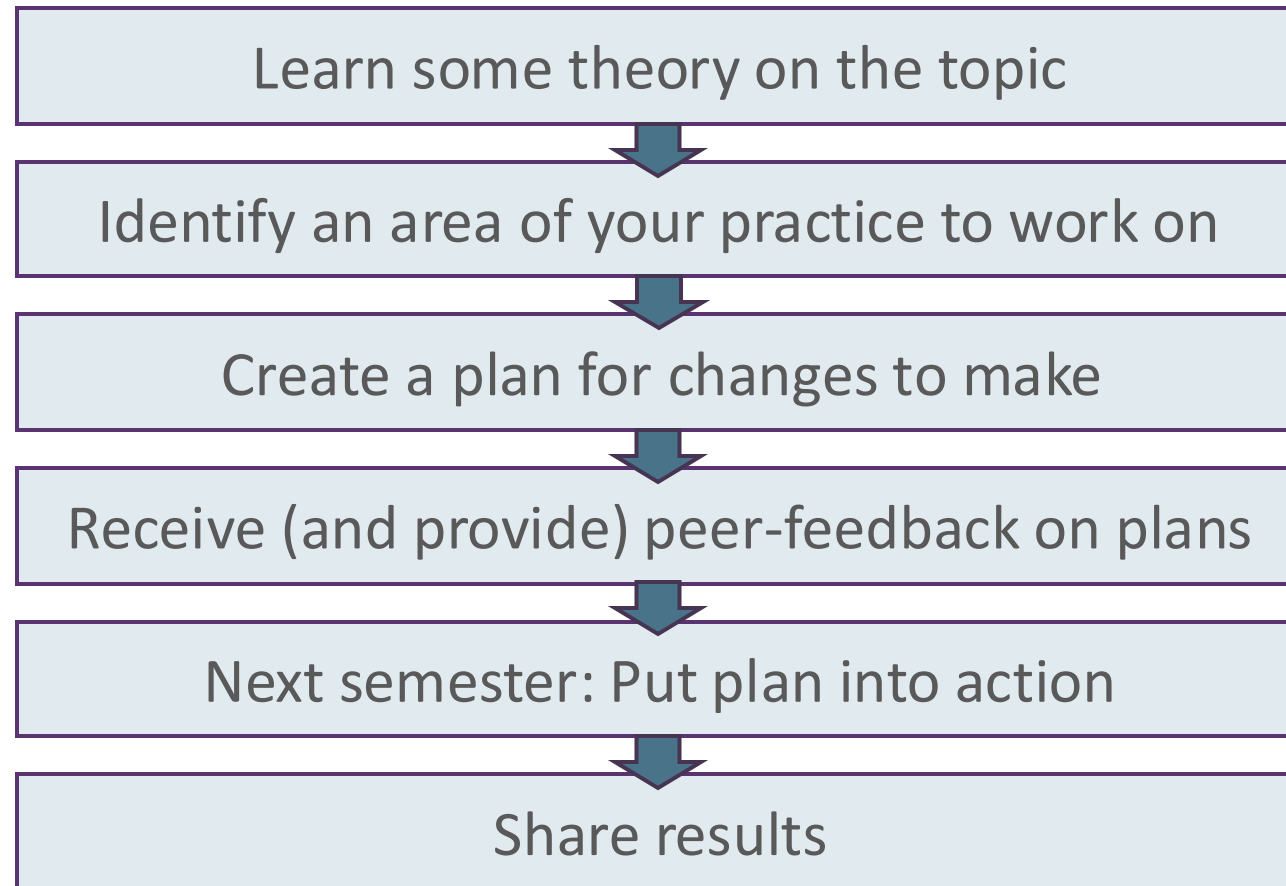 Learn some theory on the topic
Identify an area of your practice to work on
Create a plan for changes to make
Receive (and provide) peer-feedback on plans
Next semester: Put plan into action
Share results